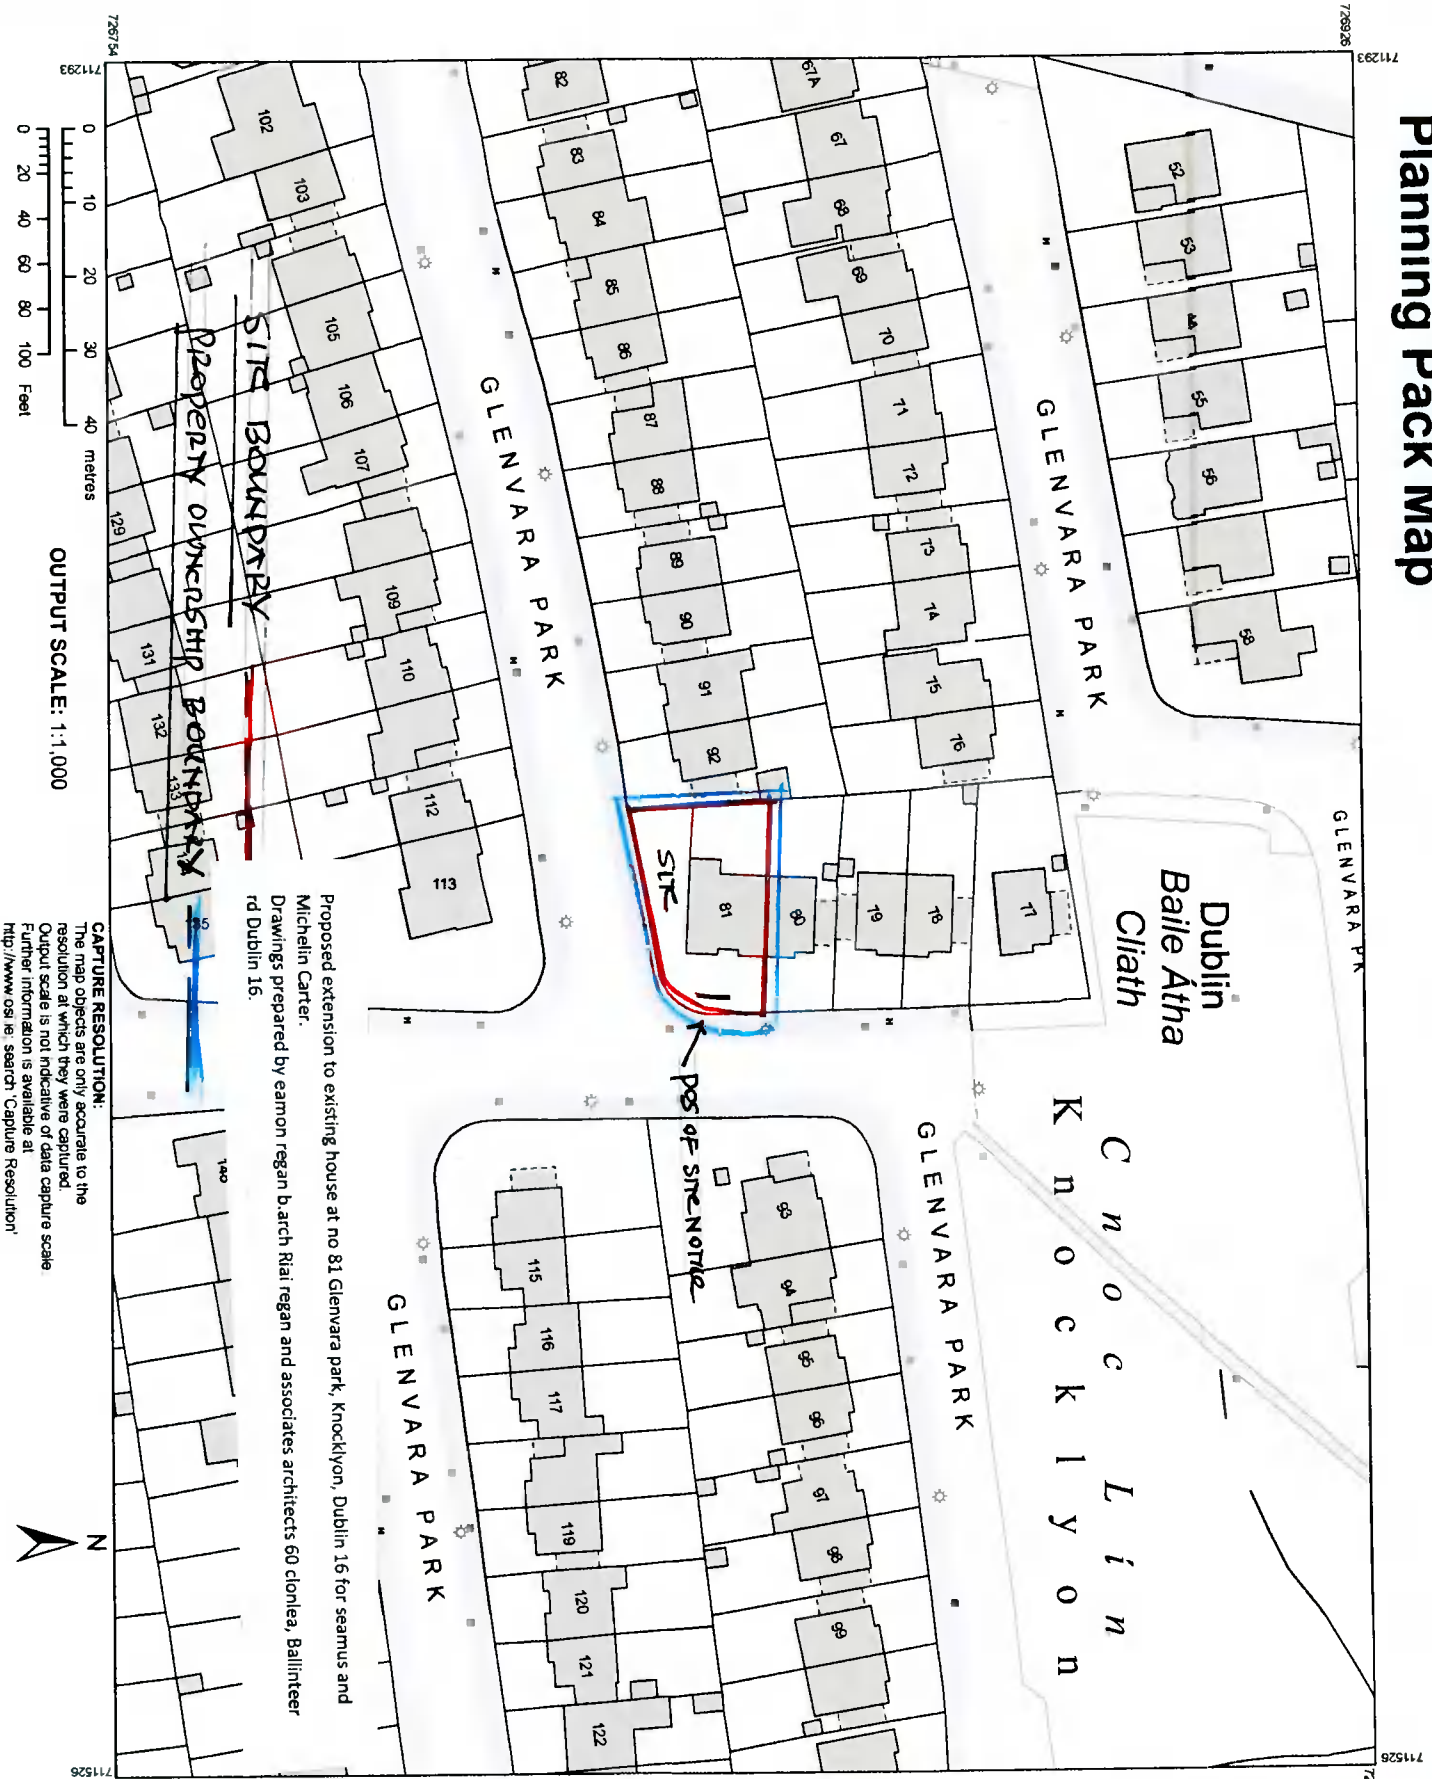 Planning Pack Map
726754
711293
726926
711293
711526
711526
52
53
44
55
56
58
67A
67
68
69
70
71
72
73
74
75
76
77
78
79
80
81
82
83
84
85
86
87
88
89
90
91
92
93
94
95
96
97
98
99
102
103
105
106
107
109
110
112
113
115
116
117
119
120
121
122
129
131
132
133
GLENVARA PARK
GLENVARA PARK
GLENVARA PARK
GLENVARA PARK
GLENVARA PK
Dublin
Baile Átha
Cliath
Cnoc Lín
Knocklyon
SITE
POS OF SITE NOTICE
SITE BOUNDARY
PROPERTY OWNERSHIP BOUNDARY
0 10 20 30 40 metres
0 20 40 60 80 100 Feet
OUTPUT SCALE: 1:1,000
Proposed extension to existing house at no 81 Glenvara park, Knocklyon, Dublin 16 for seamus and
Michelin Carter.
Drawings prepared by eamon regan b.arch Riai regan and associates architects 60 clonlea, Ballinteer
rd Dublin 16.
CAPTURE RESOLUTION:
The map objects are only accurate to the
resolution at which they were captured.
Output scale is not indicative of data capture scale.
Further information is available at
http://www.osi.ie; search 'Capture Resolution'
N